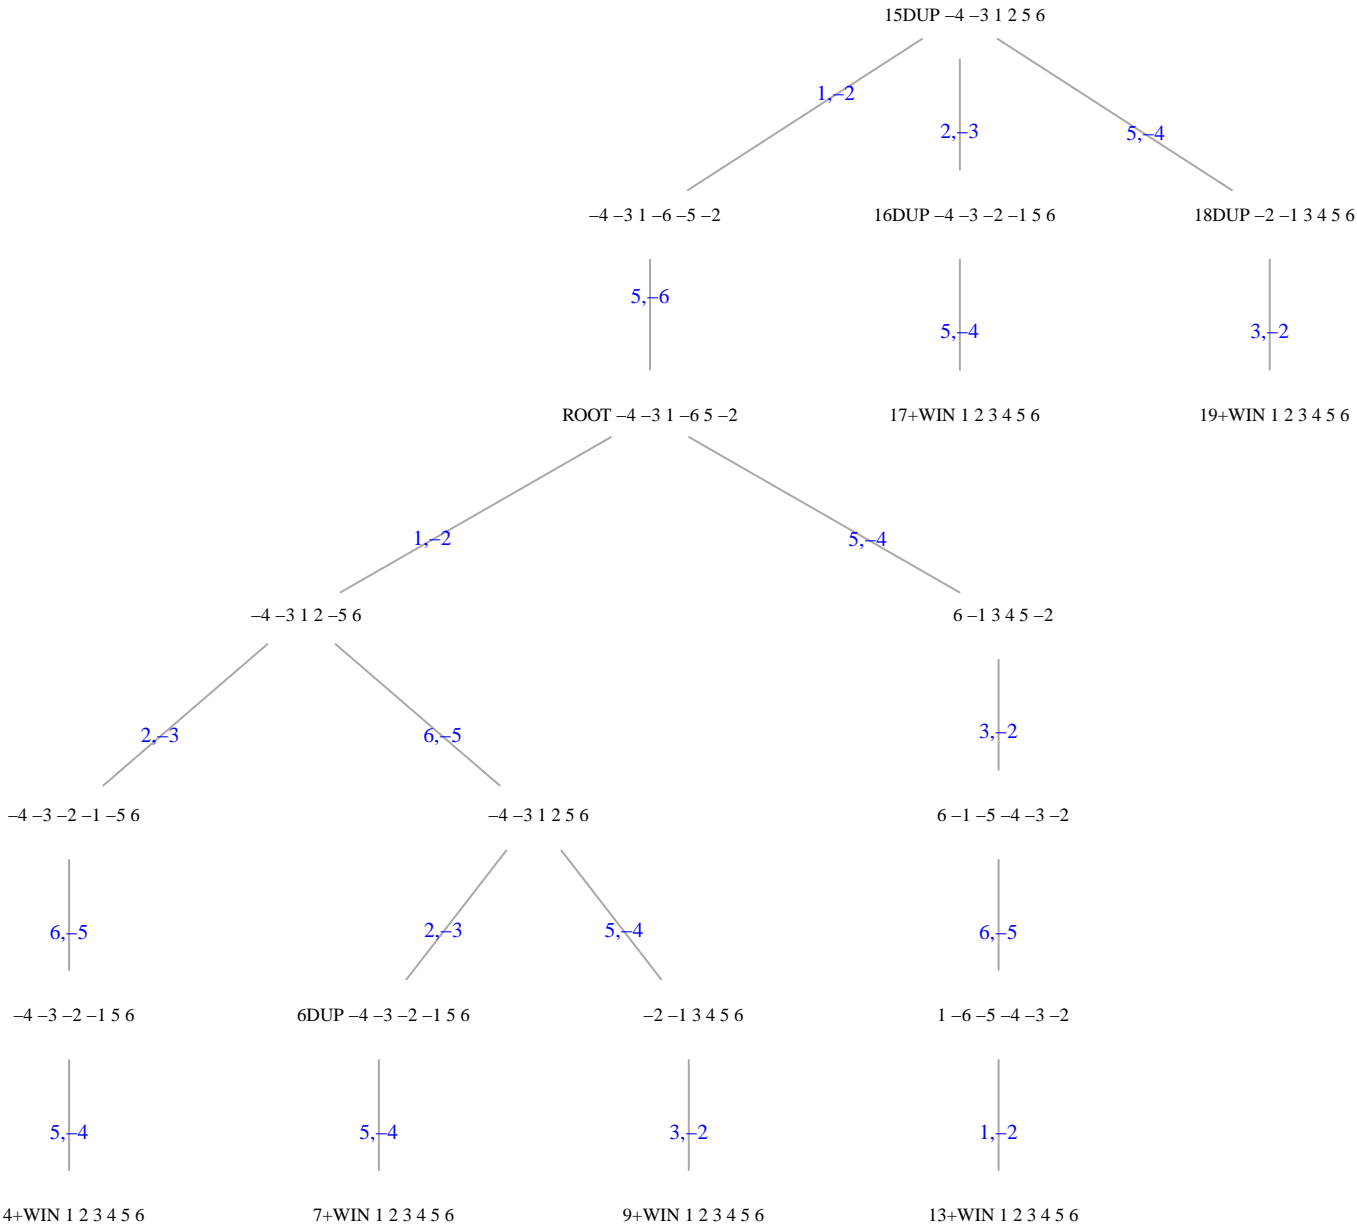 15DUP –4 –3 1 2 5 6
1,–2
2,–3
5,–4
–4 –3 1 –6 –5 –2
16DUP –4 –3 –2 –1 5 6
18DUP –2 –1 3 4 5 6
5,–6
5,–4
3,–2
ROOT –4 –3 1 –6 5 –2
17+WIN 1 2 3 4 5 6
19+WIN 1 2 3 4 5 6
1,–2
5,–4
–4 –3 1 2 –5 6
6 –1 3 4 5 –2
2,–3
6,–5
3,–2
–4 –3 –2 –1 –5 6
–4 –3 1 2 5 6
6 –1 –5 –4 –3 –2
6,–5
2,–3
5,–4
6,–5
–4 –3 –2 –1 5 6
6DUP –4 –3 –2 –1 5 6
–2 –1 3 4 5 6
1 –6 –5 –4 –3 –2
5,–4
5,–4
3,–2
1,–2
4+WIN 1 2 3 4 5 6
7+WIN 1 2 3 4 5 6
9+WIN 1 2 3 4 5 6
13+WIN 1 2 3 4 5 6